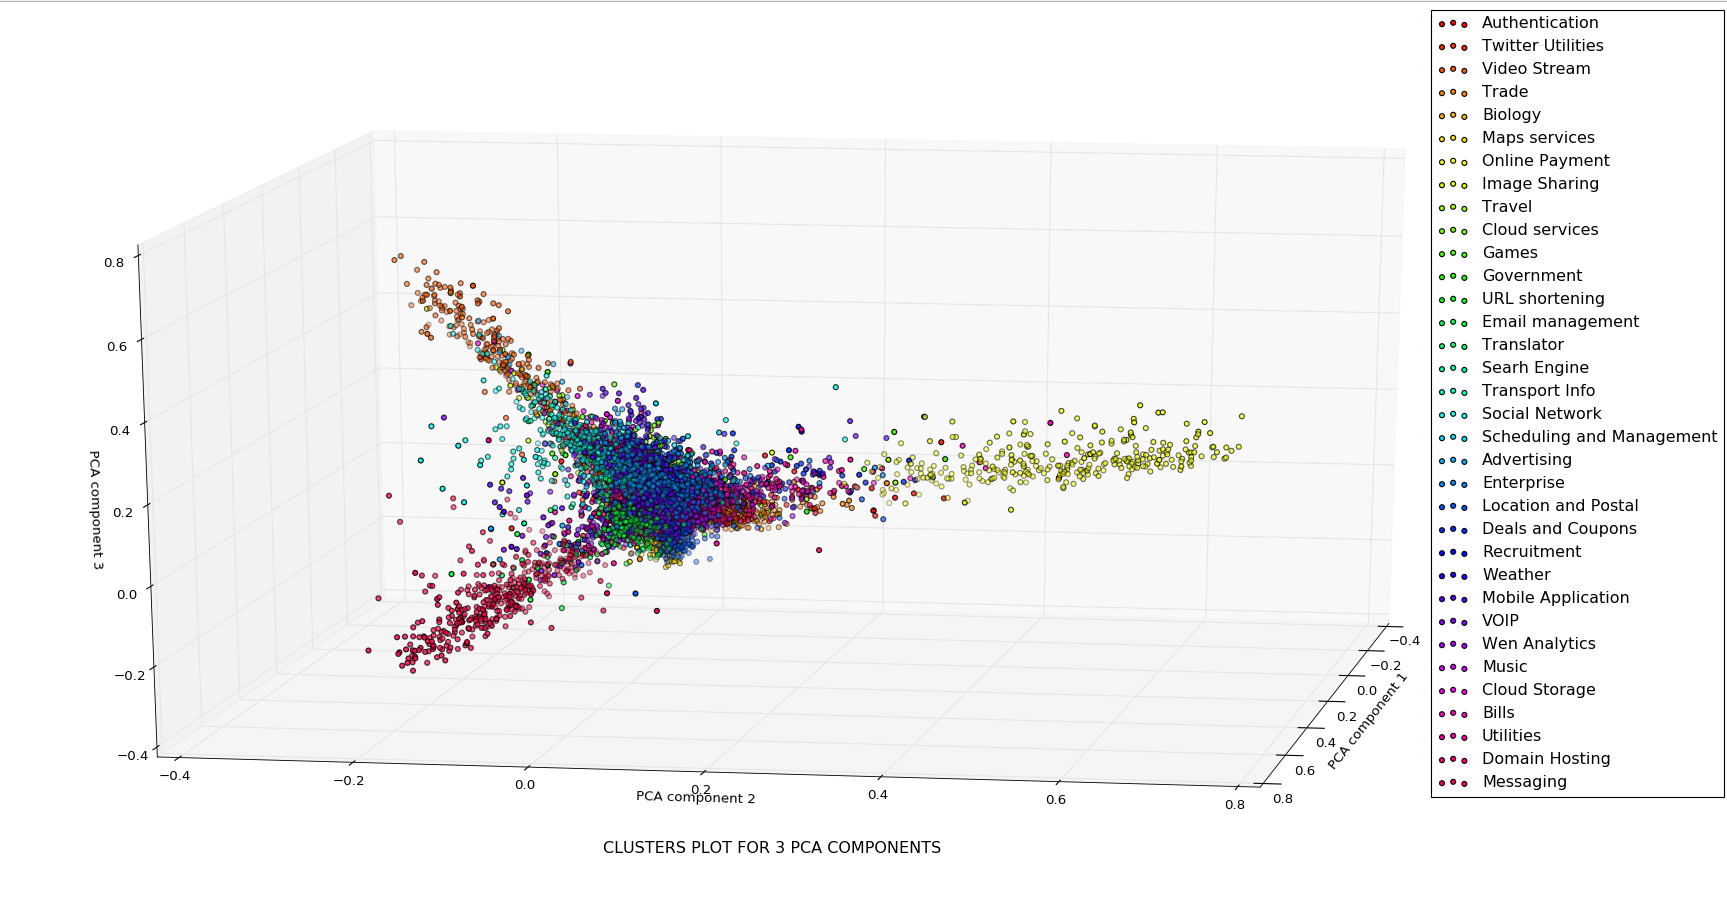 Authentication
Twitter Utilities
Video Stream
Trade
Biology
Maps services
Online Payment
Image Sharing
Travel
Cloud services
Games
Government
URL shortening
Email management
Translator
Searh Engine
Transport Info
Social Network
Scheduling and Management
Advertising
Enterprise
Location and Postal
Deals and Coupons
Recruitment
Weather
Mobile Application
VOIP
Wen Analytics
Music
Cloud Storage
Bills
Utilities
Domain Hosting
Messaging
0.8
0.6
0.4
0.2
0.0
−0.2
−0.4
PCA component 3
−0.4
−0.2
0.0
0.2
0.4
0.6
0.8
PCA component 2
−0.4
−0.2
0.0
0.2
0.4
0.6
0.8
PCA component 1
CLUSTERS PLOT FOR 3 PCA COMPONENTS